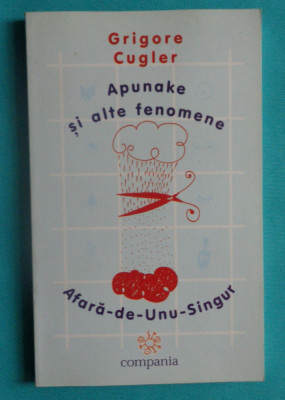 Grigore
Cugler
Apunake
și alte fenomene
Afară-de-Unu-Singur
compania